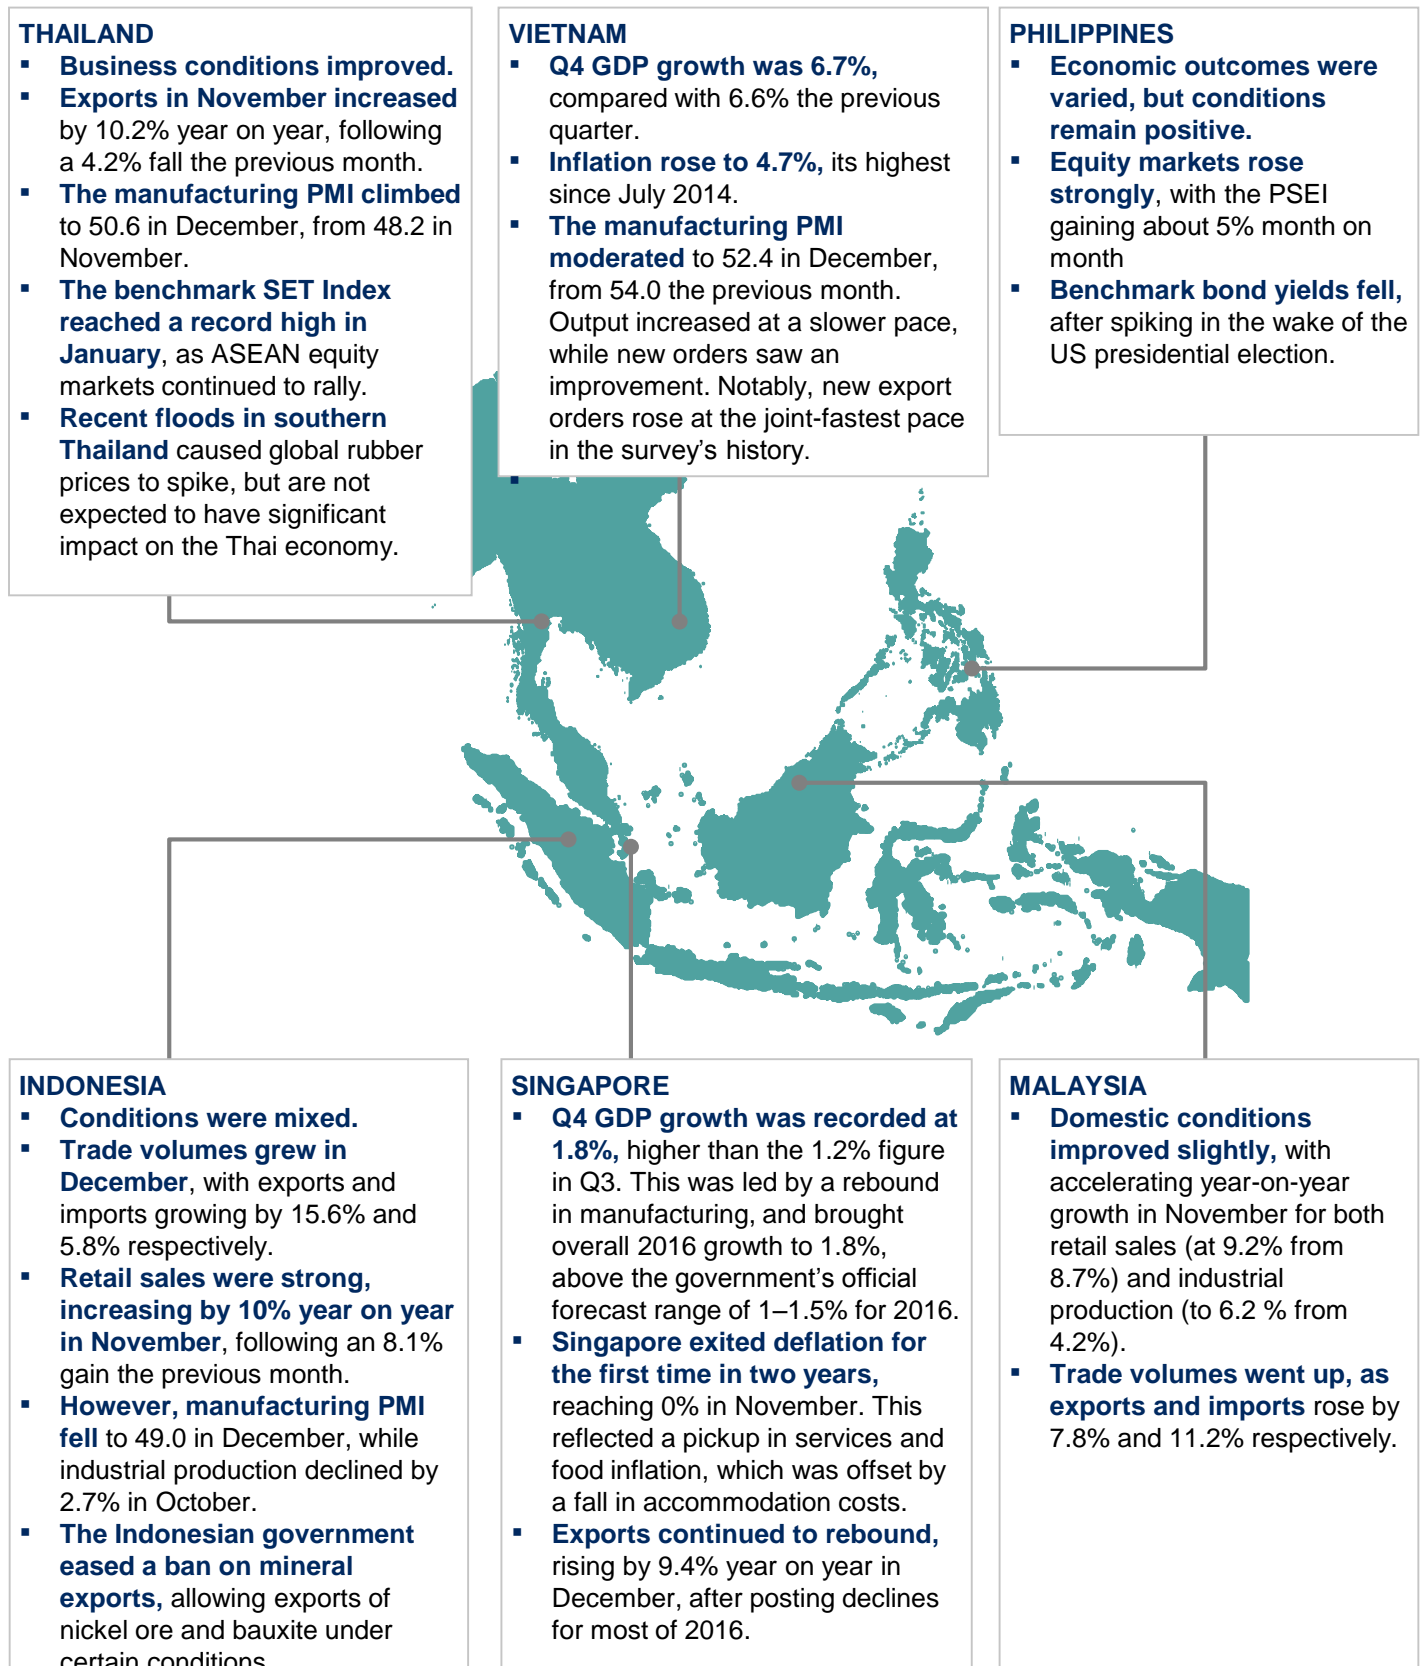 THAILAND
▪ Business conditions improved.
▪ Exports in November increased
by 10.2% year on year, following
a 4.2% fall the previous month.
▪ The manufacturing PMI climbed
to 50.6 in December, from 48.2 in
November.
▪ The benchmark SET Index
reached a record high in
January, as ASEAN equity
markets continued to rally.
▪ Recent floods in southern
Thailand caused global rubber
prices to spike, but are not
expected to have significant
impact on the Thai economy.
VIETNAM
▪ Q4 GDP growth was 6.7%,
compared with 6.6% the previous
quarter.
▪ Inflation rose to 4.7%, its highest
since July 2014.
▪ The manufacturing PMI
moderated to 52.4 in December,
from 54.0 the previous month.
Output increased at a slower pace,
while new orders saw an
improvement. Notably, new export
orders rose at the joint-fastest pace
in the survey’s history.
PHILIPPINES
▪ Economic outcomes were
varied, but conditions
remain positive.
▪ Equity markets rose
strongly, with the PSEI
gaining about 5% month on
month
▪ Benchmark bond yields fell,
after spiking in the wake of the
US presidential election.
INDONESIA
▪ Conditions were mixed.
▪ Trade volumes grew in
December, with exports and
imports growing by 15.6% and
5.8% respectively.
▪ Retail sales were strong,
increasing by 10% year on year
in November, following an 8.1%
gain the previous month.
▪ However, manufacturing PMI
fell to 49.0 in December, while
industrial production declined by
2.7% in October.
▪ The Indonesian government
eased a ban on mineral
exports, allowing exports of
nickel ore and bauxite under
certain conditions
SINGAPORE
▪ Q4 GDP growth was recorded at
1.8%, higher than the 1.2% figure
in Q3. This was led by a rebound
in manufacturing, and brought
overall 2016 growth to 1.8%,
above the government’s official
forecast range of 1–1.5% for 2016.
▪ Singapore exited deflation for
the first time in two years,
reaching 0% in November. This
reflected a pickup in services and
food inflation, which was offset by
a fall in accommodation costs.
▪ Exports continued to rebound,
rising by 9.4% year on year in
December, after posting declines
for most of 2016.
MALAYSIA
▪ Domestic conditions
improved slightly, with
accelerating year-on-year
growth in November for both
retail sales (at 9.2% from
8.7%) and industrial
production (to 6.2 % from
4.2%).
▪ Trade volumes went up, as
exports and imports rose by
7.8% and 11.2% respectively.